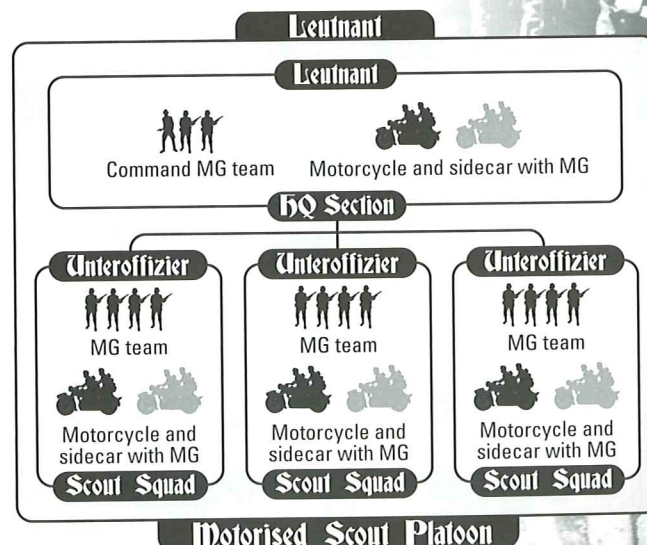 Leutnant
Leutnant
Command MG team
Motorcycle and sidecar with MG
HQ Section
Unteroffizier
MG team
Motorcycle and
sidecar with MG
Scout Squad
Unteroffizier
MG team
Motorcycle and
sidecar with MG
Scout Squad
Unteroffizier
MG team
Motorcycle and
sidecar with MG
Scout Squad
Motorised Scout Platoon